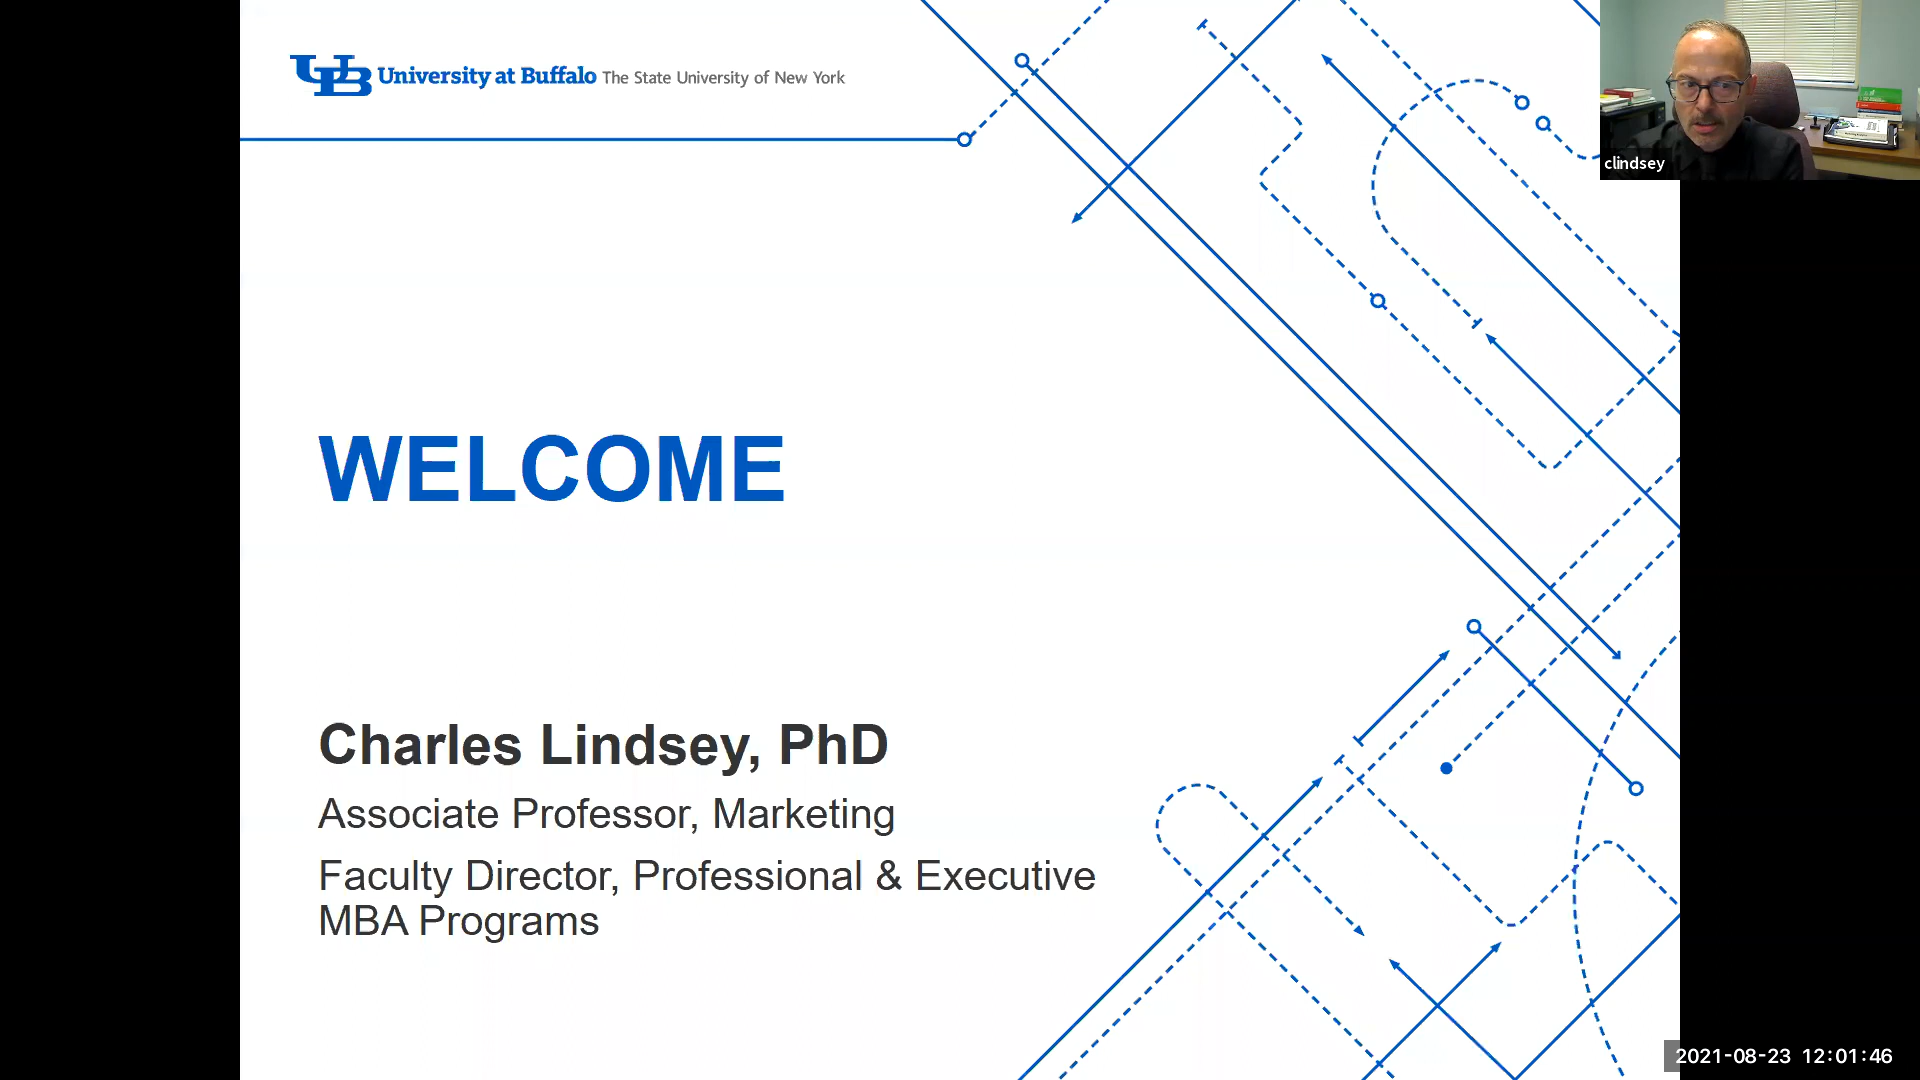 UB University at Buffalo The State University of New York
clindsey
WELCOME
Charles Lindsey, PhD
Associate Professor, Marketing
Faculty Director, Professional & Executive
MBA Programs
2021-08-23 12:01:46